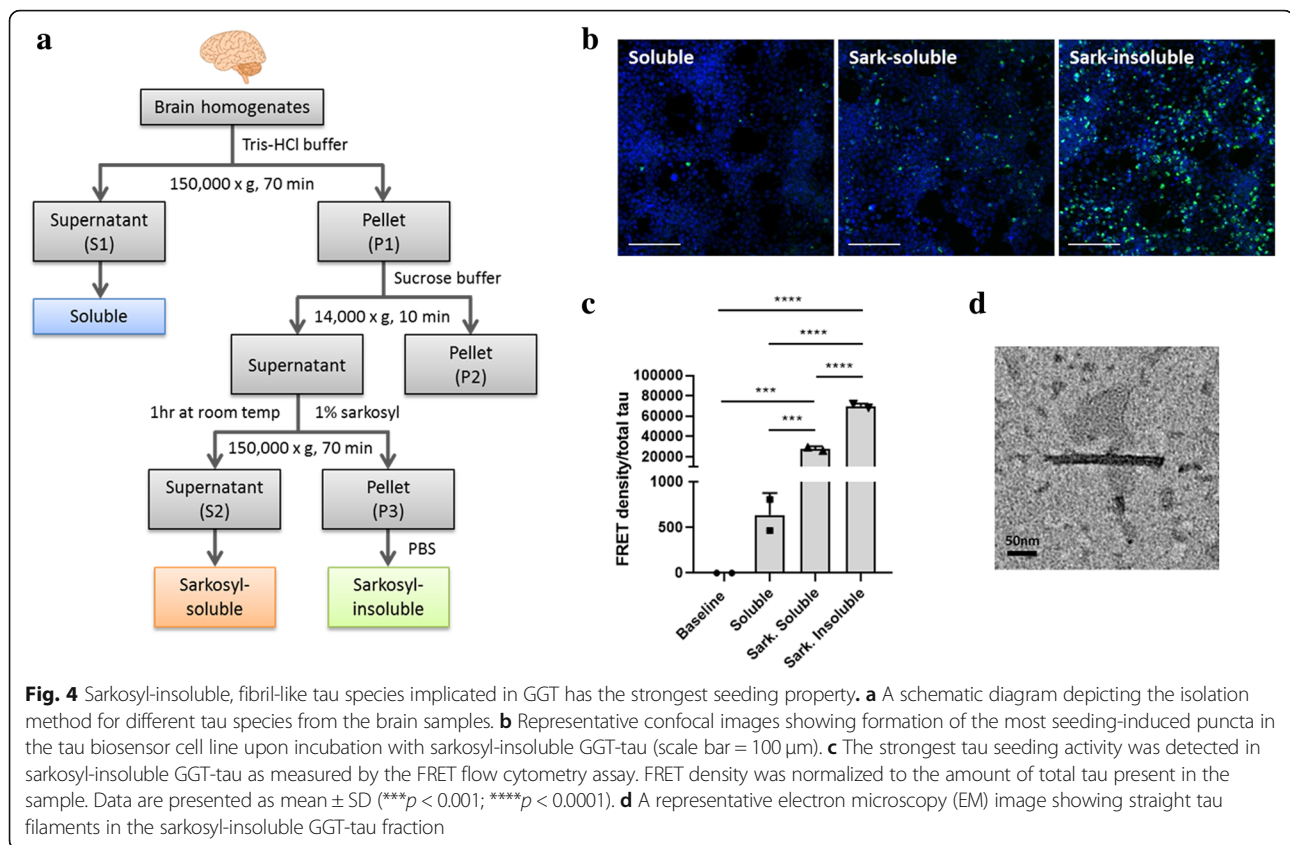 a
Brain homogenates
Tris-HCl buffer
150,000 x g, 70 min
Supernatant
(S1)
Pellet
(P1)
Soluble
Sucrose buffer
14,000 x g, 10 min
Supernatant
Pellet
(P2)
1hr at room temp
1% sarkosyl
150,000 x g, 70 min
Supernatant
(S2)
Pellet
(P3)
PBS
Sarkosyl-
soluble
Sarkosyl-
insoluble
b
Soluble
Sark-soluble
Sark-insoluble
c
****
****
***
****
***
FRET density/total tau
100000
80000
60000
40000
20000
1000
500
0
Baseline
Soluble
Sark. Soluble
Sark. Insoluble
d
50nm
Fig. 4 Sarkosyl-insoluble, fibril-like tau species implicated in GGT has the strongest seeding property. a A schematic diagram depicting the isolation
method for different tau species from the brain samples. b Representative confocal images showing formation of the most seeding-induced puncta in
the tau biosensor cell line upon incubation with sarkosyl-insoluble GGT-tau (scale bar = 100 μm). c The strongest tau seeding activity was detected in
sarkosyl-insoluble GGT-tau as measured by the FRET flow cytometry assay. FRET density was normalized to the amount of total tau present in the
sample. Data are presented as mean ± SD (***p < 0.001; ****p < 0.0001). d A representative electron microscopy (EM) image showing straight tau
filaments in the sarkosyl-insoluble GGT-tau fraction